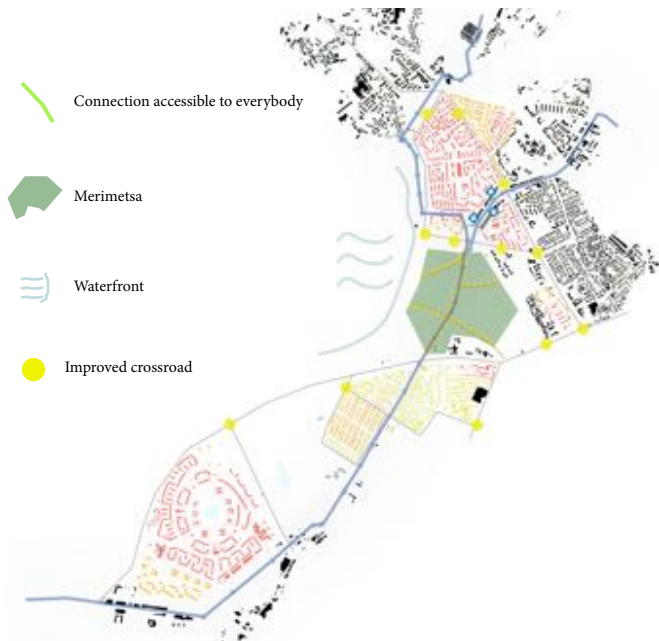 Connection accessible to everybody
Merimetsa
Waterfront
Improved crossroad